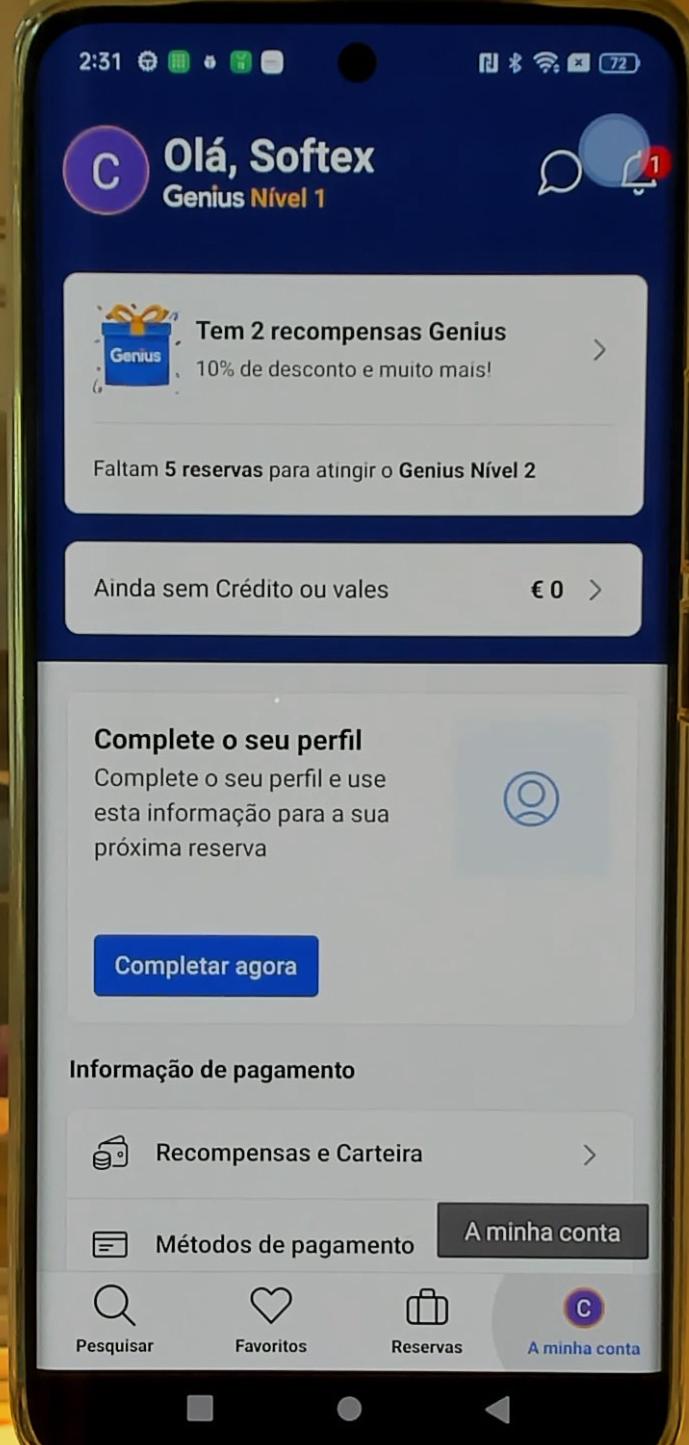 2:31
72
C
Olá, Softex
Genius Nível 1
1
Genius
Tem 2 recompensas Genius
10% de desconto e muito mais!
Faltam 5 reservas para atingir o Genius Nível 2
Ainda sem Crédito ou vales
€ 0
Complete o seu perfil
Complete o seu perfil e use
esta informação para a sua
próxima reserva
Completar agora
Informação de pagamento
Recompensas e Carteira
Métodos de pagamento
A minha conta
Pesquisar
Favoritos
Reservas
C
A minha conta